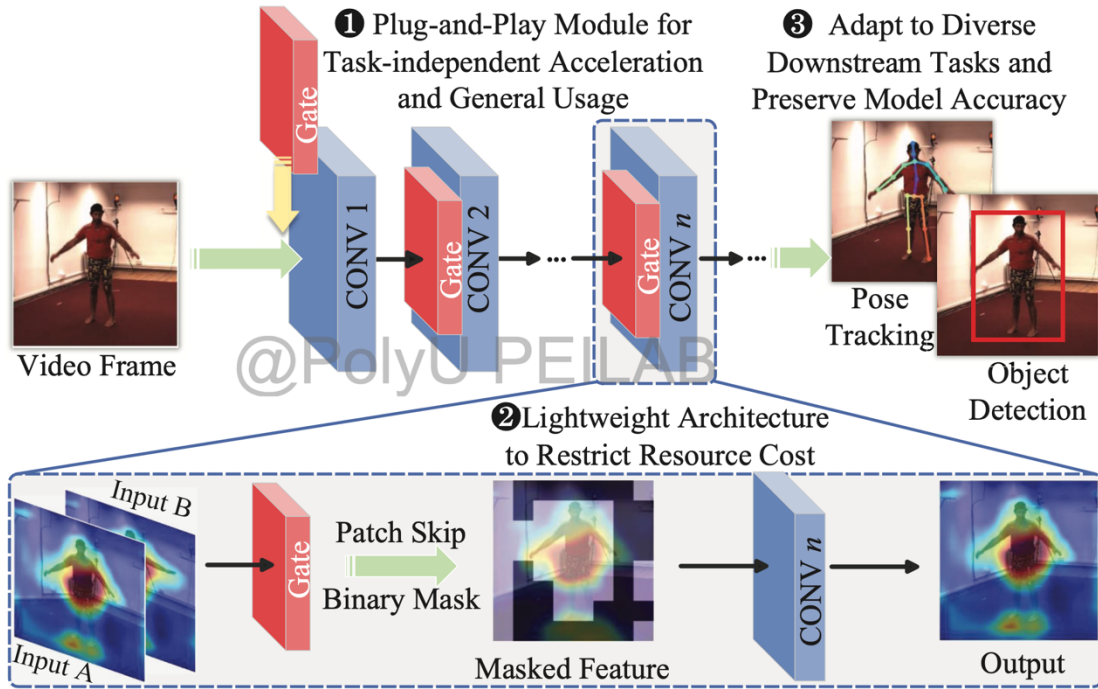 ❶ Plug-and-Play Module for
Task-independent Acceleration
and General Usage
❸ Adapt to Diverse
Downstream Tasks and
Preserve Model Accuracy
Gate
CONV 1
Gate
CONV 2
...
Gate
CONV n
...
Video Frame
Pose
Tracking
Object
Detection
@PolyU PEILAB
❷Lightweight Architecture
to Restrict Resource Cost
Input B
Input A
Gate
Patch Skip
Binary Mask
Masked Feature
CONV n
Output